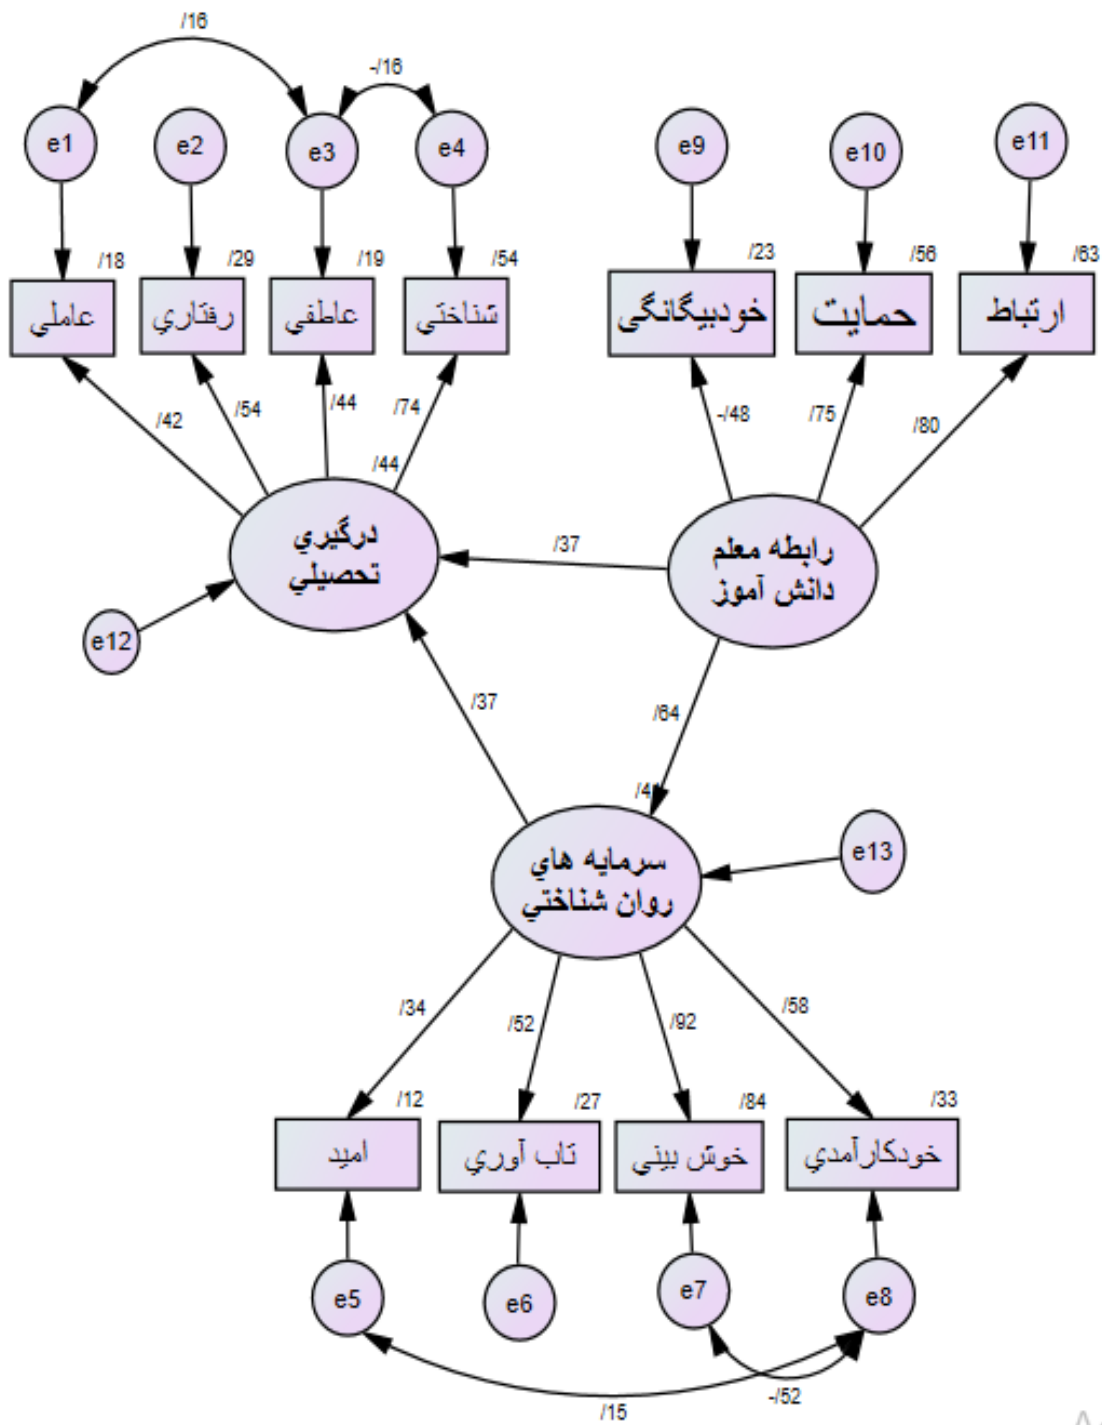 /16
-/16
e1
e2
e3
e4
e9
e10
e11
/18
/29
/19
/54
/23
/56
/63
عاملي
رفتاري
عاطفي
شناختي
خودبیگانگی
حمایت
ارتباط
/42
/54
/44
/74
-/48
/75
/80
/44
درگيري
تحصيلي
/37
رابطه معلم
دانش آموز
e12
/37
/64
سرمايه هاي
روان شناختي
e13
/34
/52
/92
/58
/12
/27
/84
/33
اميد
تاب آوري
خوش بيني
خودكارآمدي
e5
e6
e7
e8
-/52
/15